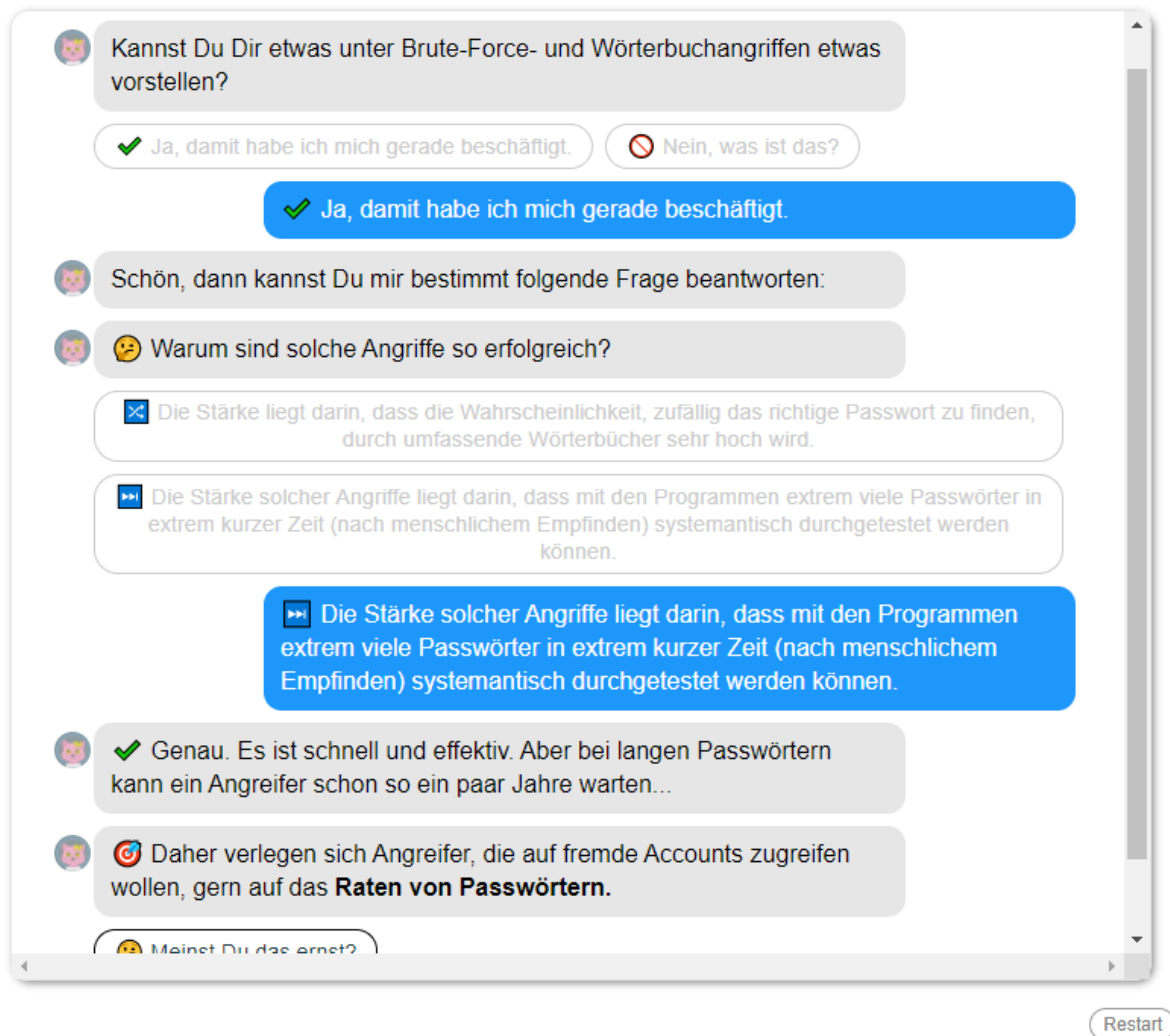 Kannst Du Dir etwas unter Brute-Force- und Wörterbuchangriffen etwas
vorstellen?
Ja, damit habe ich mich gerade beschäftigt.
Nein, was ist das?
Ja, damit habe ich mich gerade beschäftigt.
Schön, dann kannst Du mir bestimmt folgende Frage beantworten:
Warum sind solche Angriffe so erfolgreich?
Die Stärke liegt darin, dass die Wahrscheinlichkeit, zufällig das richtige Passwort zu finden,
durch umfassende Wörterbücher sehr hoch wird.
Die Stärke solcher Angriffe liegt darin, dass mit den Programmen extrem viele Passwörter in
extrem kurzer Zeit (nach menschlichem Empfinden) systemantisch durchgetestet werden
können.
Die Stärke solcher Angriffe liegt darin, dass mit den Programmen
extrem viele Passwörter in extrem kurzer Zeit (nach menschlichem
Empfinden) systemantisch durchgetestet werden können.
Genau. Es ist schnell und effektiv. Aber bei langen Passwörtern
kann ein Angreifer schon so ein paar Jahre warten...
Daher verlegen sich Angreifer, die auf fremde Accounts zugreifen
wollen, gern auf das Raten von Passwörtern.
Meinst Du das ernst?
Restart